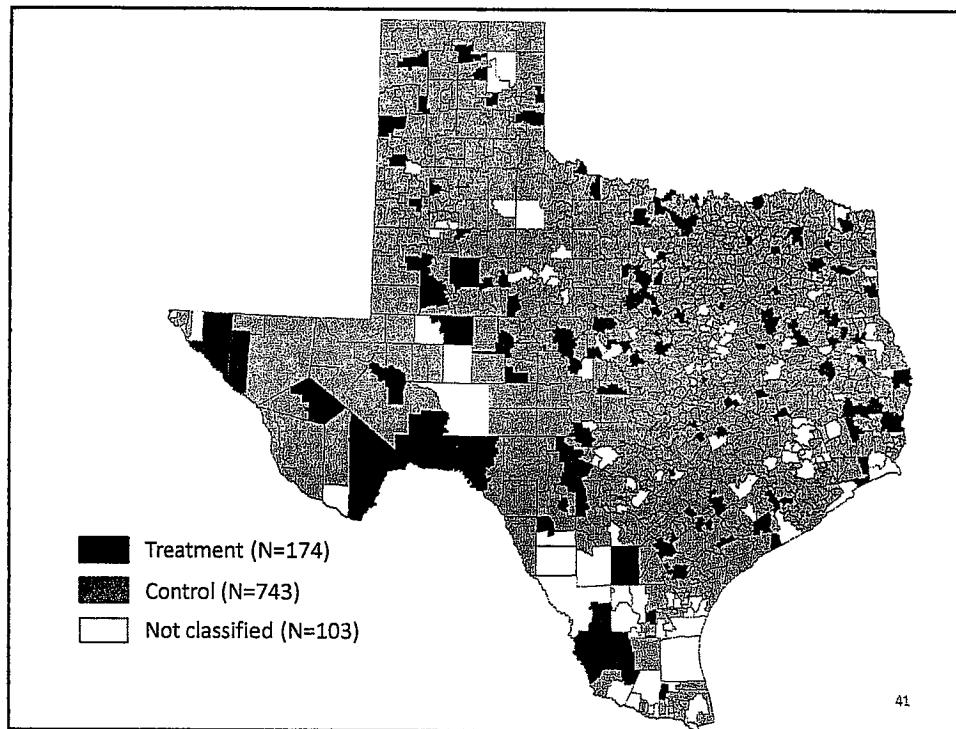 Treatment (N=174)
Control (N=743)
Not classified (N=103)
41